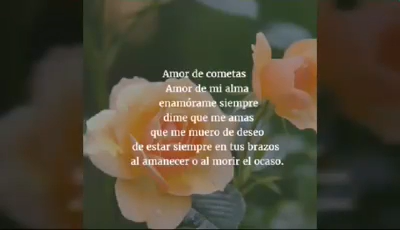 Amor de cometas
Amor de mi alma
enamórame siempre
dime que me amas
que me muero de deseo
de estar siempre en tus brazos
al amanecer o al morir el ocaso.